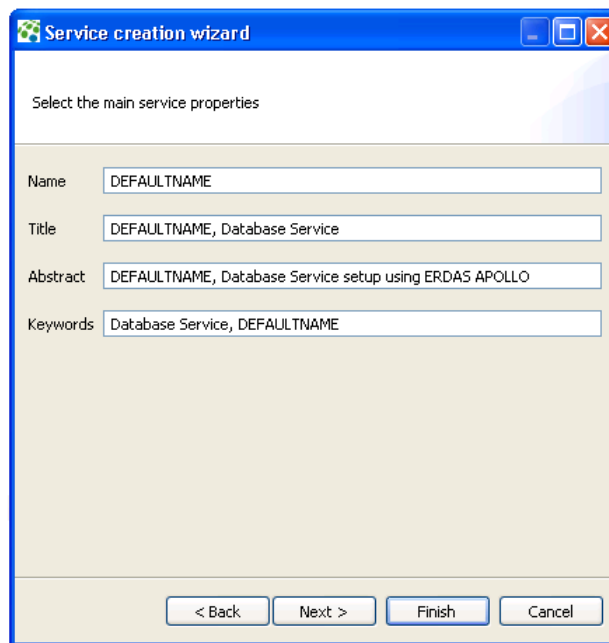 Service creation wizard
Select the main service properties
Name DEFAULTNAME
Title DEFAULTNAME, Database Service
Abstract DEFAULTNAME, Database Service setup using ERDAS APOLLO
Keywords Database Service, DEFAULTNAME
< Back Next > Finish Cancel